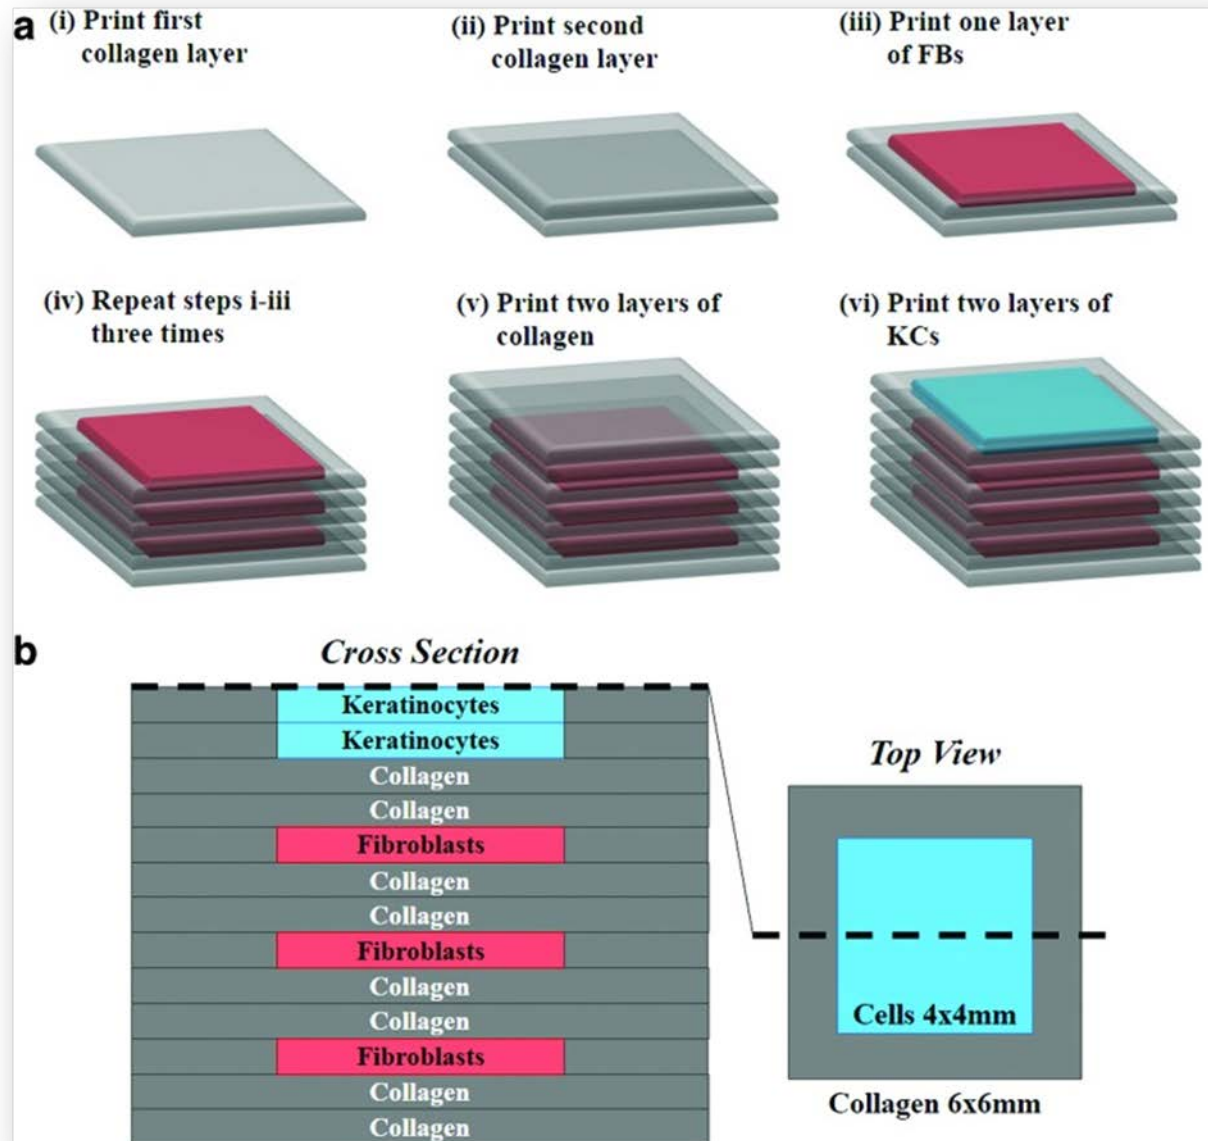 a
(i) Print first
collagen layer
(ii) Print second
collagen layer
(iii) Print one layer
of FBs
(iv) Repeat steps i-iii
three times
(v) Print two layers of
collagen
(vi) Print two layers of
KCs
b
Cross Section
Keratinocytes
Keratinocytes
Collagen
Collagen
Fibroblasts
Collagen
Collagen
Fibroblasts
Collagen
Collagen
Fibroblasts
Collagen
Collagen
Top View
Cells 4x4mm
Collagen 6x6mm